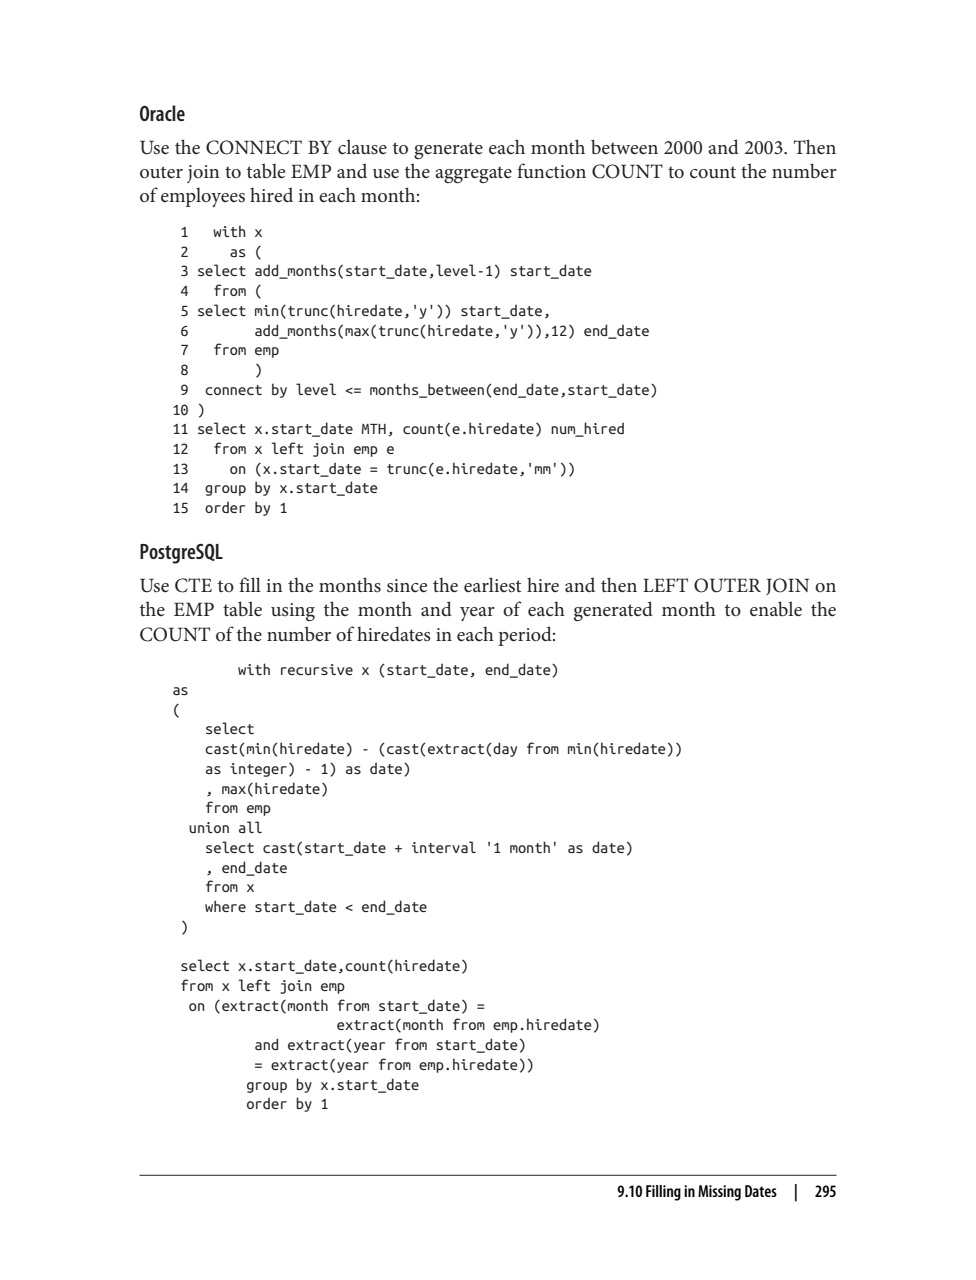 Oracle
Use the CONNECT BY clause to generate each month between 2000 and 2003. Then
outer join to table EMP and use the aggregate function COUNT to count the number
of employees hired in each month:
1   with x
2     as (
3 select add_months(start_date,level-1) start_date
4   from (
5 select min(trunc(hiredate,'y')) start_date,
6        add_months(max(trunc(hiredate,'y')),12) end_date
7   from emp
8        )
9  connect by level <= months_between(end_date,start_date)
10 )
11 select x.start_date MTH, count(e.hiredate) num_hired
12   from x left join emp e
13     on (x.start_date = trunc(e.hiredate,'mm'))
14  group by x.start_date
15  order by 1
PostgreSQL
Use CTE to fill in the months since the earliest hire and then LEFT OUTER JOIN on
the EMP table using the month and year of each generated month to enable the
COUNT of the number of hiredates in each period:
with recursive x (start_date, end_date)
as
(
select
cast(min(hiredate) - (cast(extract(day from min(hiredate))
as integer) - 1) as date)
, max(hiredate)
from emp
union all
select cast(start_date + interval '1 month' as date)
, end_date
from x
where start_date < end_date
)
select x.start_date,count(hiredate)
from x left join emp
on (extract(month from start_date) =
extract(month from emp.hiredate)
and extract(year from start_date)
= extract(year from emp.hiredate))
group by x.start_date
order by 1
9.10 Filling in Missing Dates | 295